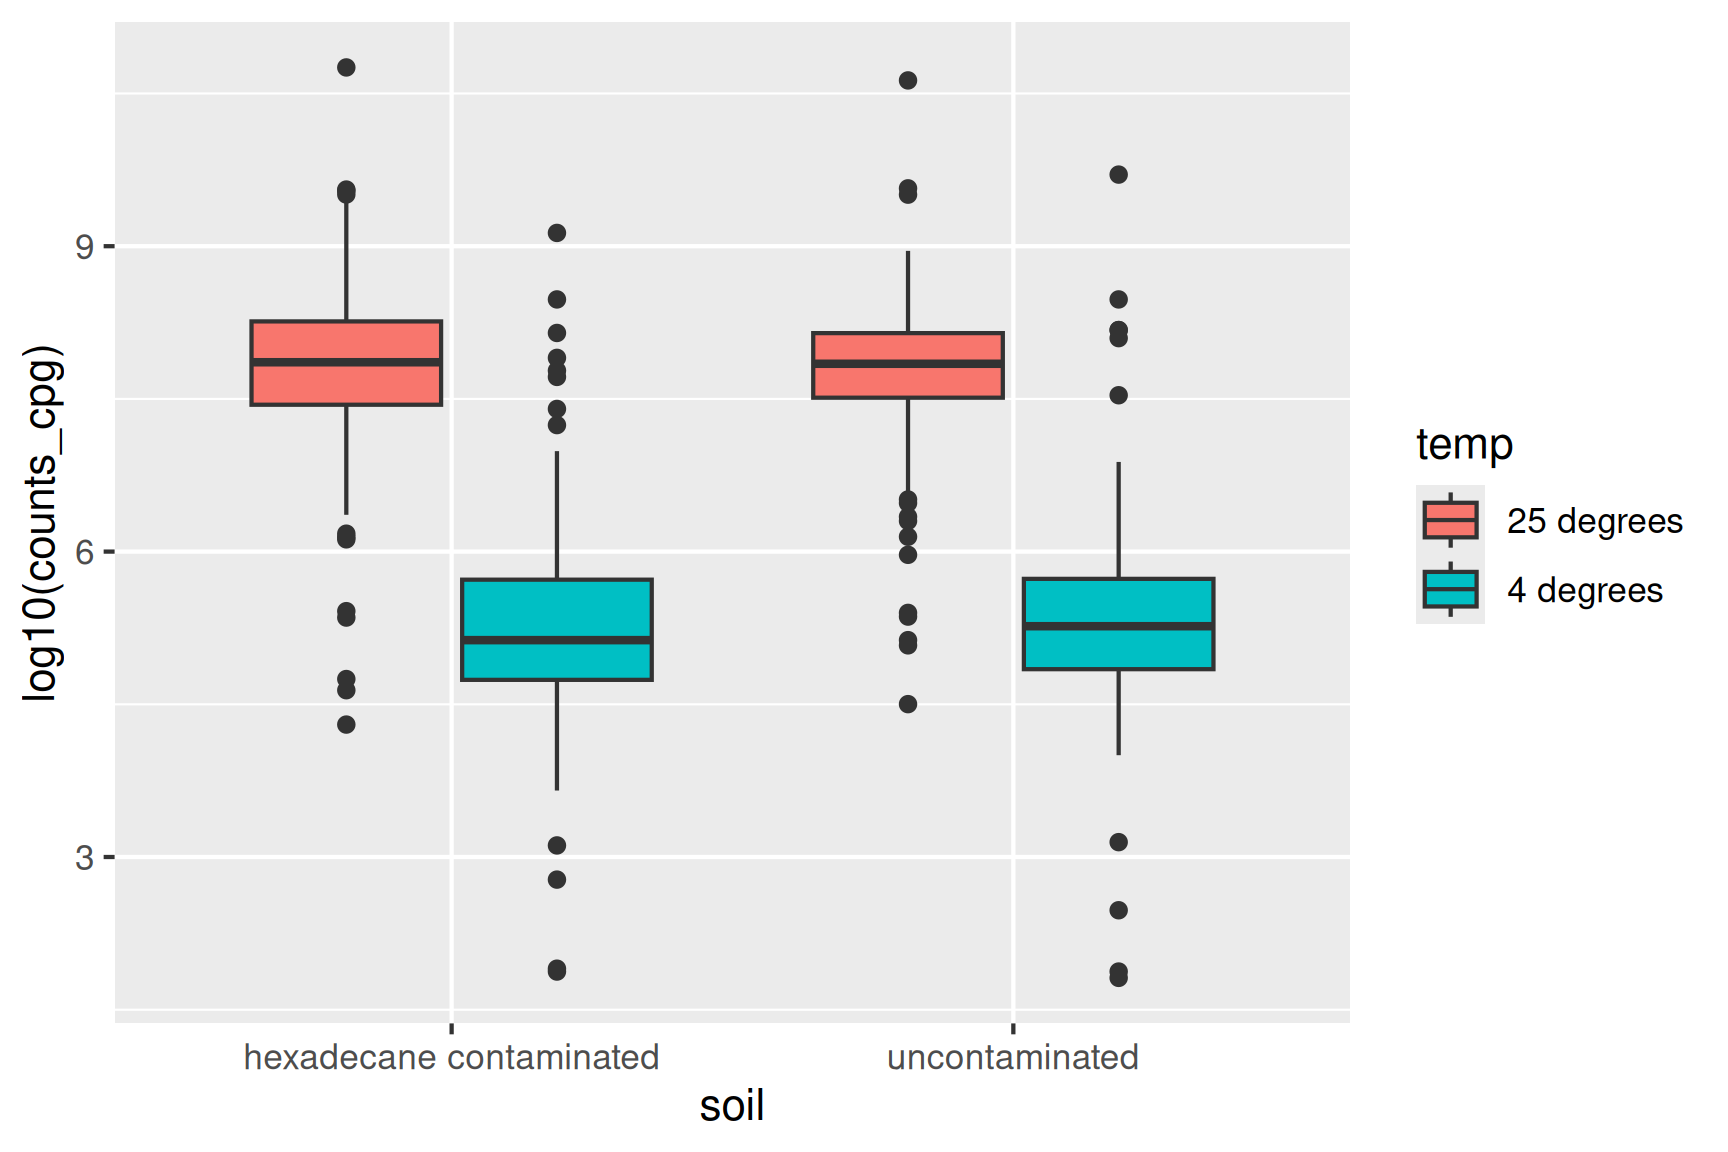 log10(counts_cpg)
9
6
3
hexadecane contaminated
uncontaminated
soil
temp
25 degrees
4 degrees